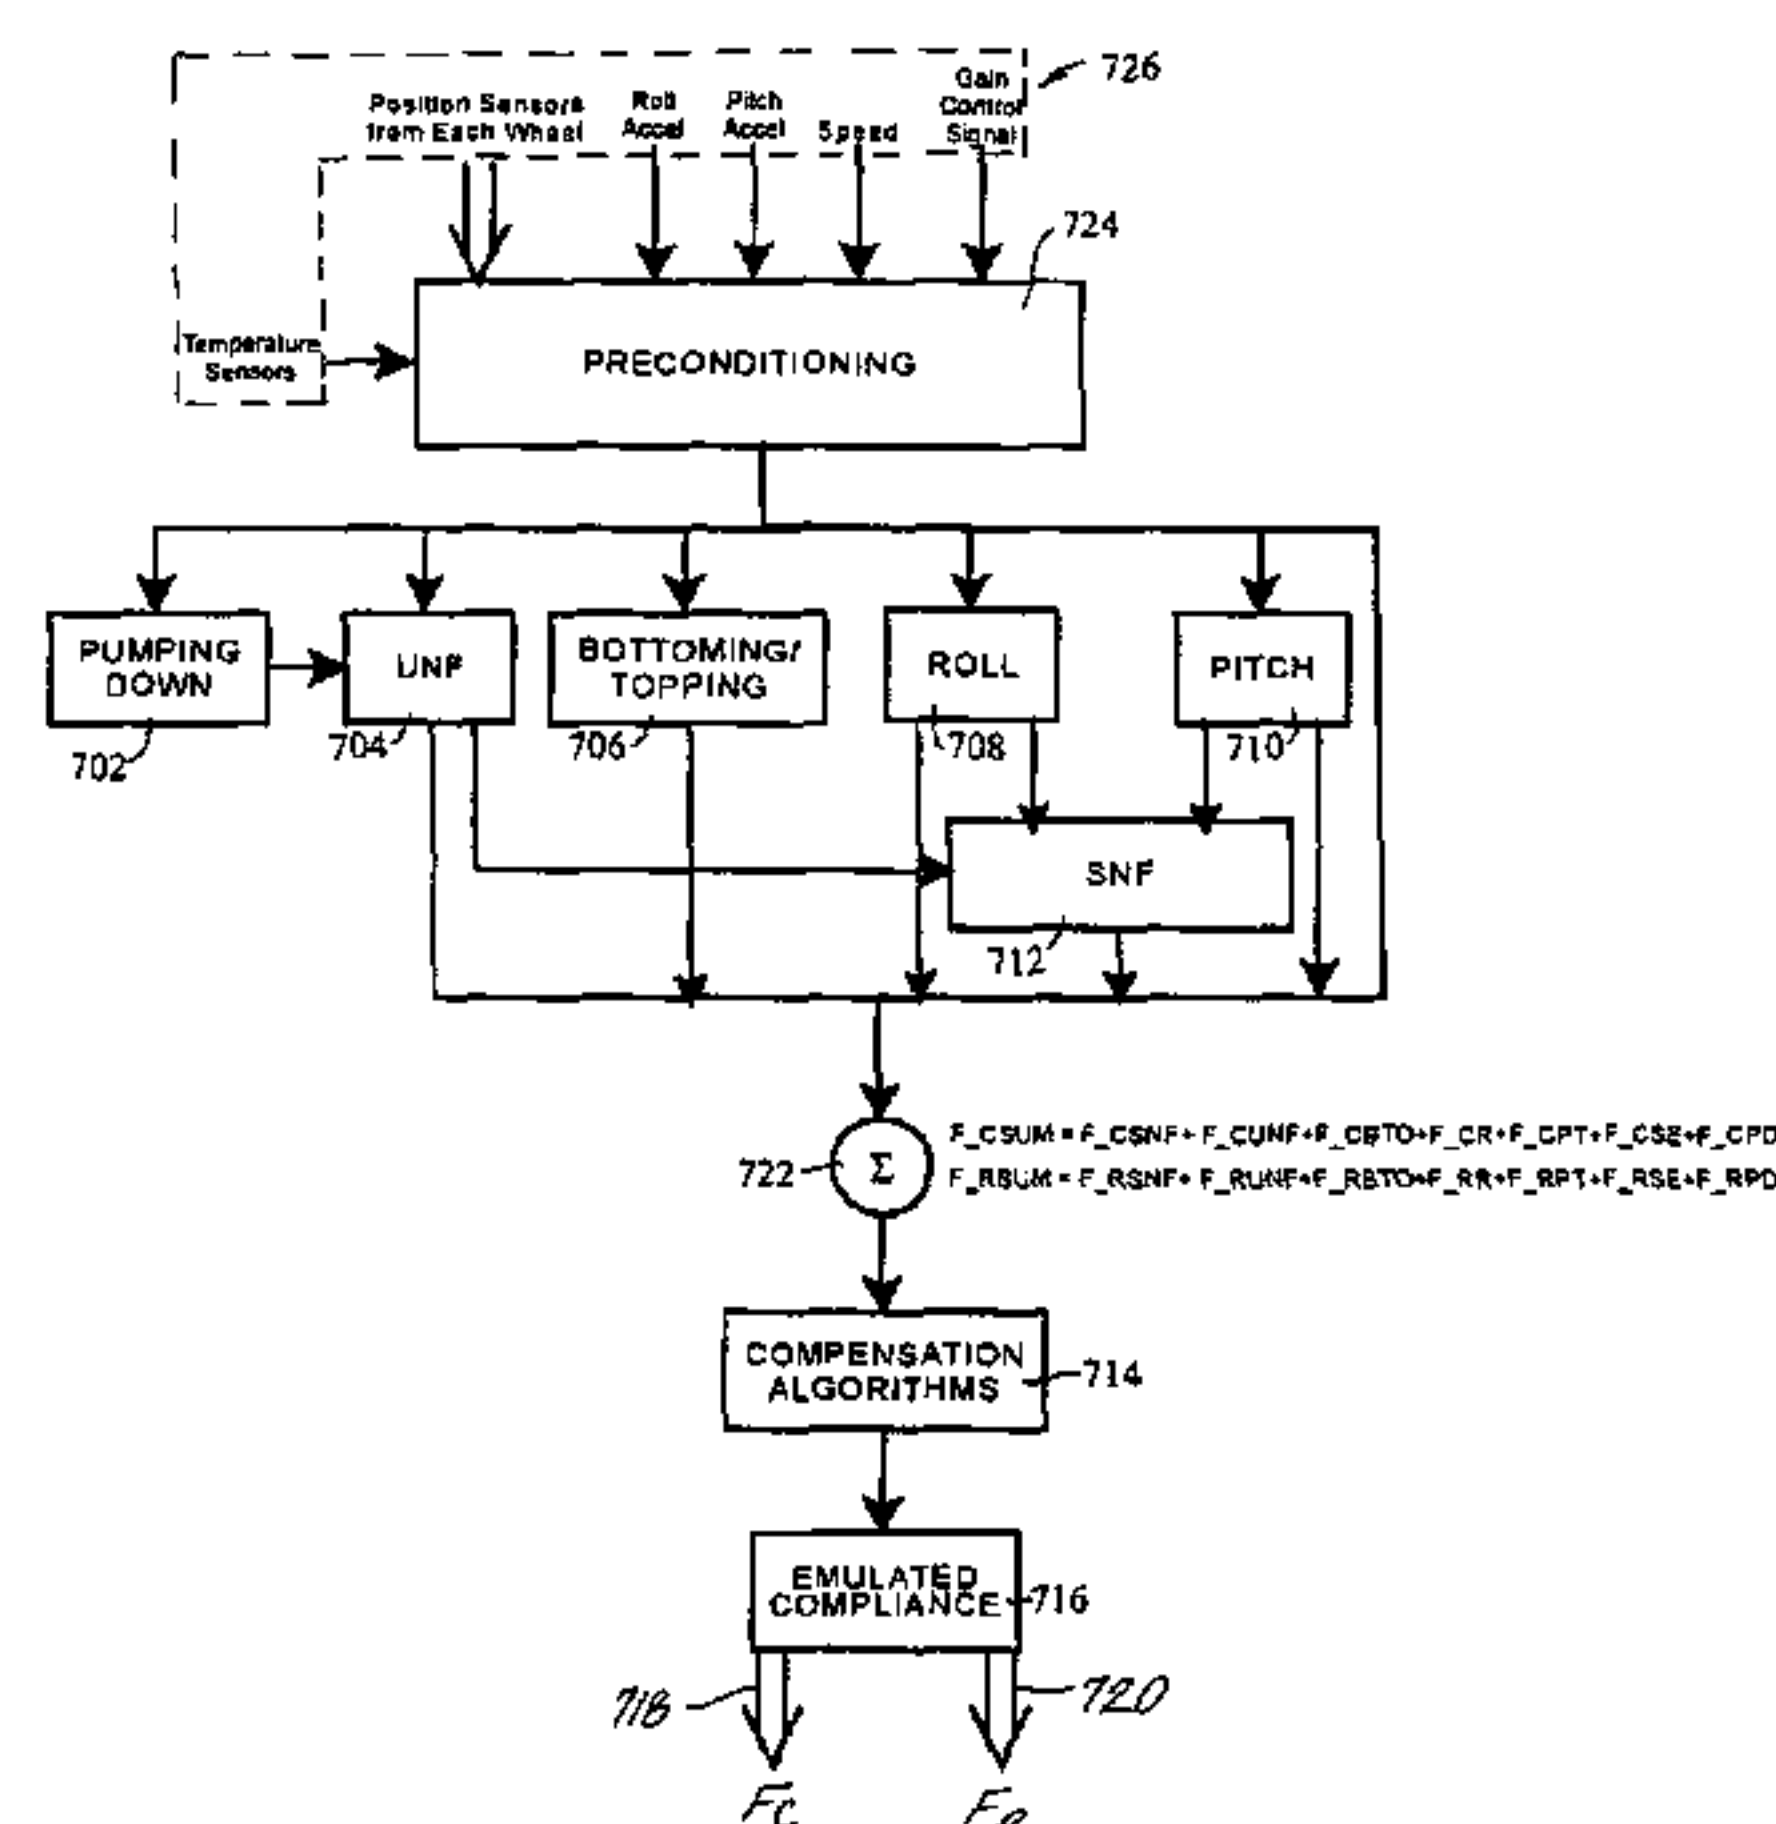 726
Position Sensors
from Each Wheel
Roll
Accel
Pitch
Accel
Speed
Gain
Control
Signal
724
Temperature
Sensors
PRECONDITIONING
PUMPING
DOWN
UNF
BOTTOMING/
TOPPING
ROLL
PITCH
702
704
706
708
710
SNF
712
722
Σ
F_CSUM = F_CSNF+ F_CUNF+F_CBTO+F_CR+F_CPT+F_CSE+F_CPD
F_RSUM = F_RSNF+ F_RUNF+F_RBTO+F_RR+F_RPT+F_RSE+F_RPD
COMPENSATION
ALGORITHMS
714
EMULATED
COMPLIANCE
716
718
720
Fc